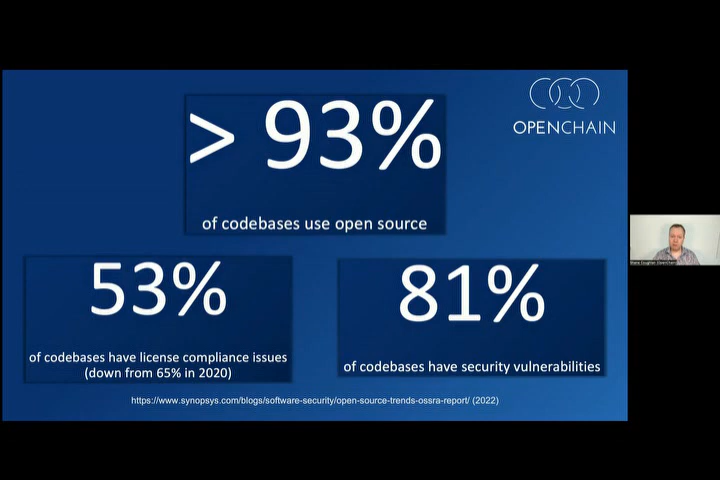 OPENCHAIN
> 93%
of codebases use open source
53%
of codebases have license compliance issues
(down from 65% in 2020)
81%
of codebases have security vulnerabilities
https://www.synopsys.com/blogs/software-security/open-source-trends-ossra-report/ (2022)